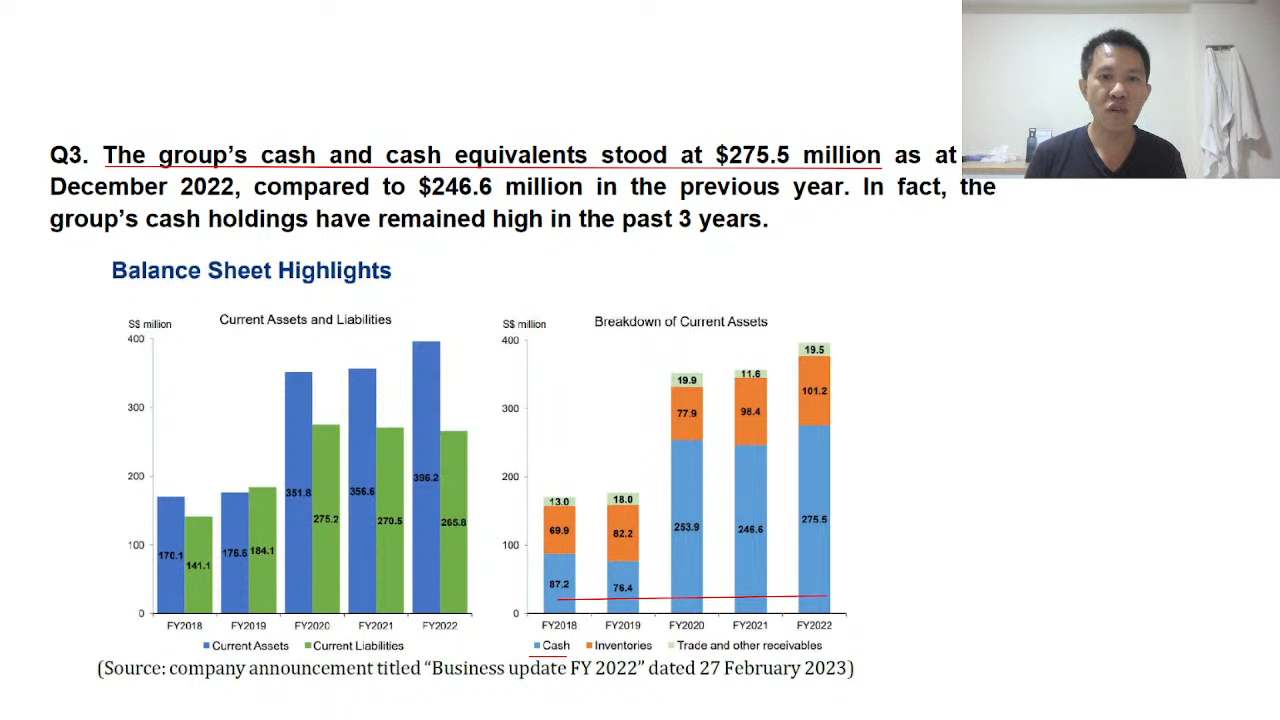 Q3. The group's cash and cash equivalents stood at $275.5 million as at
December 2022, compared to $246.6 million in the previous year. In fact, the
group's cash holdings have remained high in the past 3 years.
Balance Sheet Highlights
S$ million
Current Assets and Liabilities
400
300
200
100
0
170.1
141.1
176.6
184.1
351.8
275.2
356.6
270.5
396.2
265.8
FY2018
FY2019
FY2020
FY2021
FY2022
Current Assets
Current Liabilities
S$ million
Breakdown of Current Assets
400
300
200
100
0
13.0
69.9
87.2
18.0
82.2
76.4
19.9
77.9
253.9
11.6
98.4
246.6
19.5
101.2
275.5
FY2018
FY2019
FY2020
FY2021
FY2022
Cash
Inventories
Trade and other receivables
(Source: company announcement titled “Business update FY 2022” dated 27 February 2023)